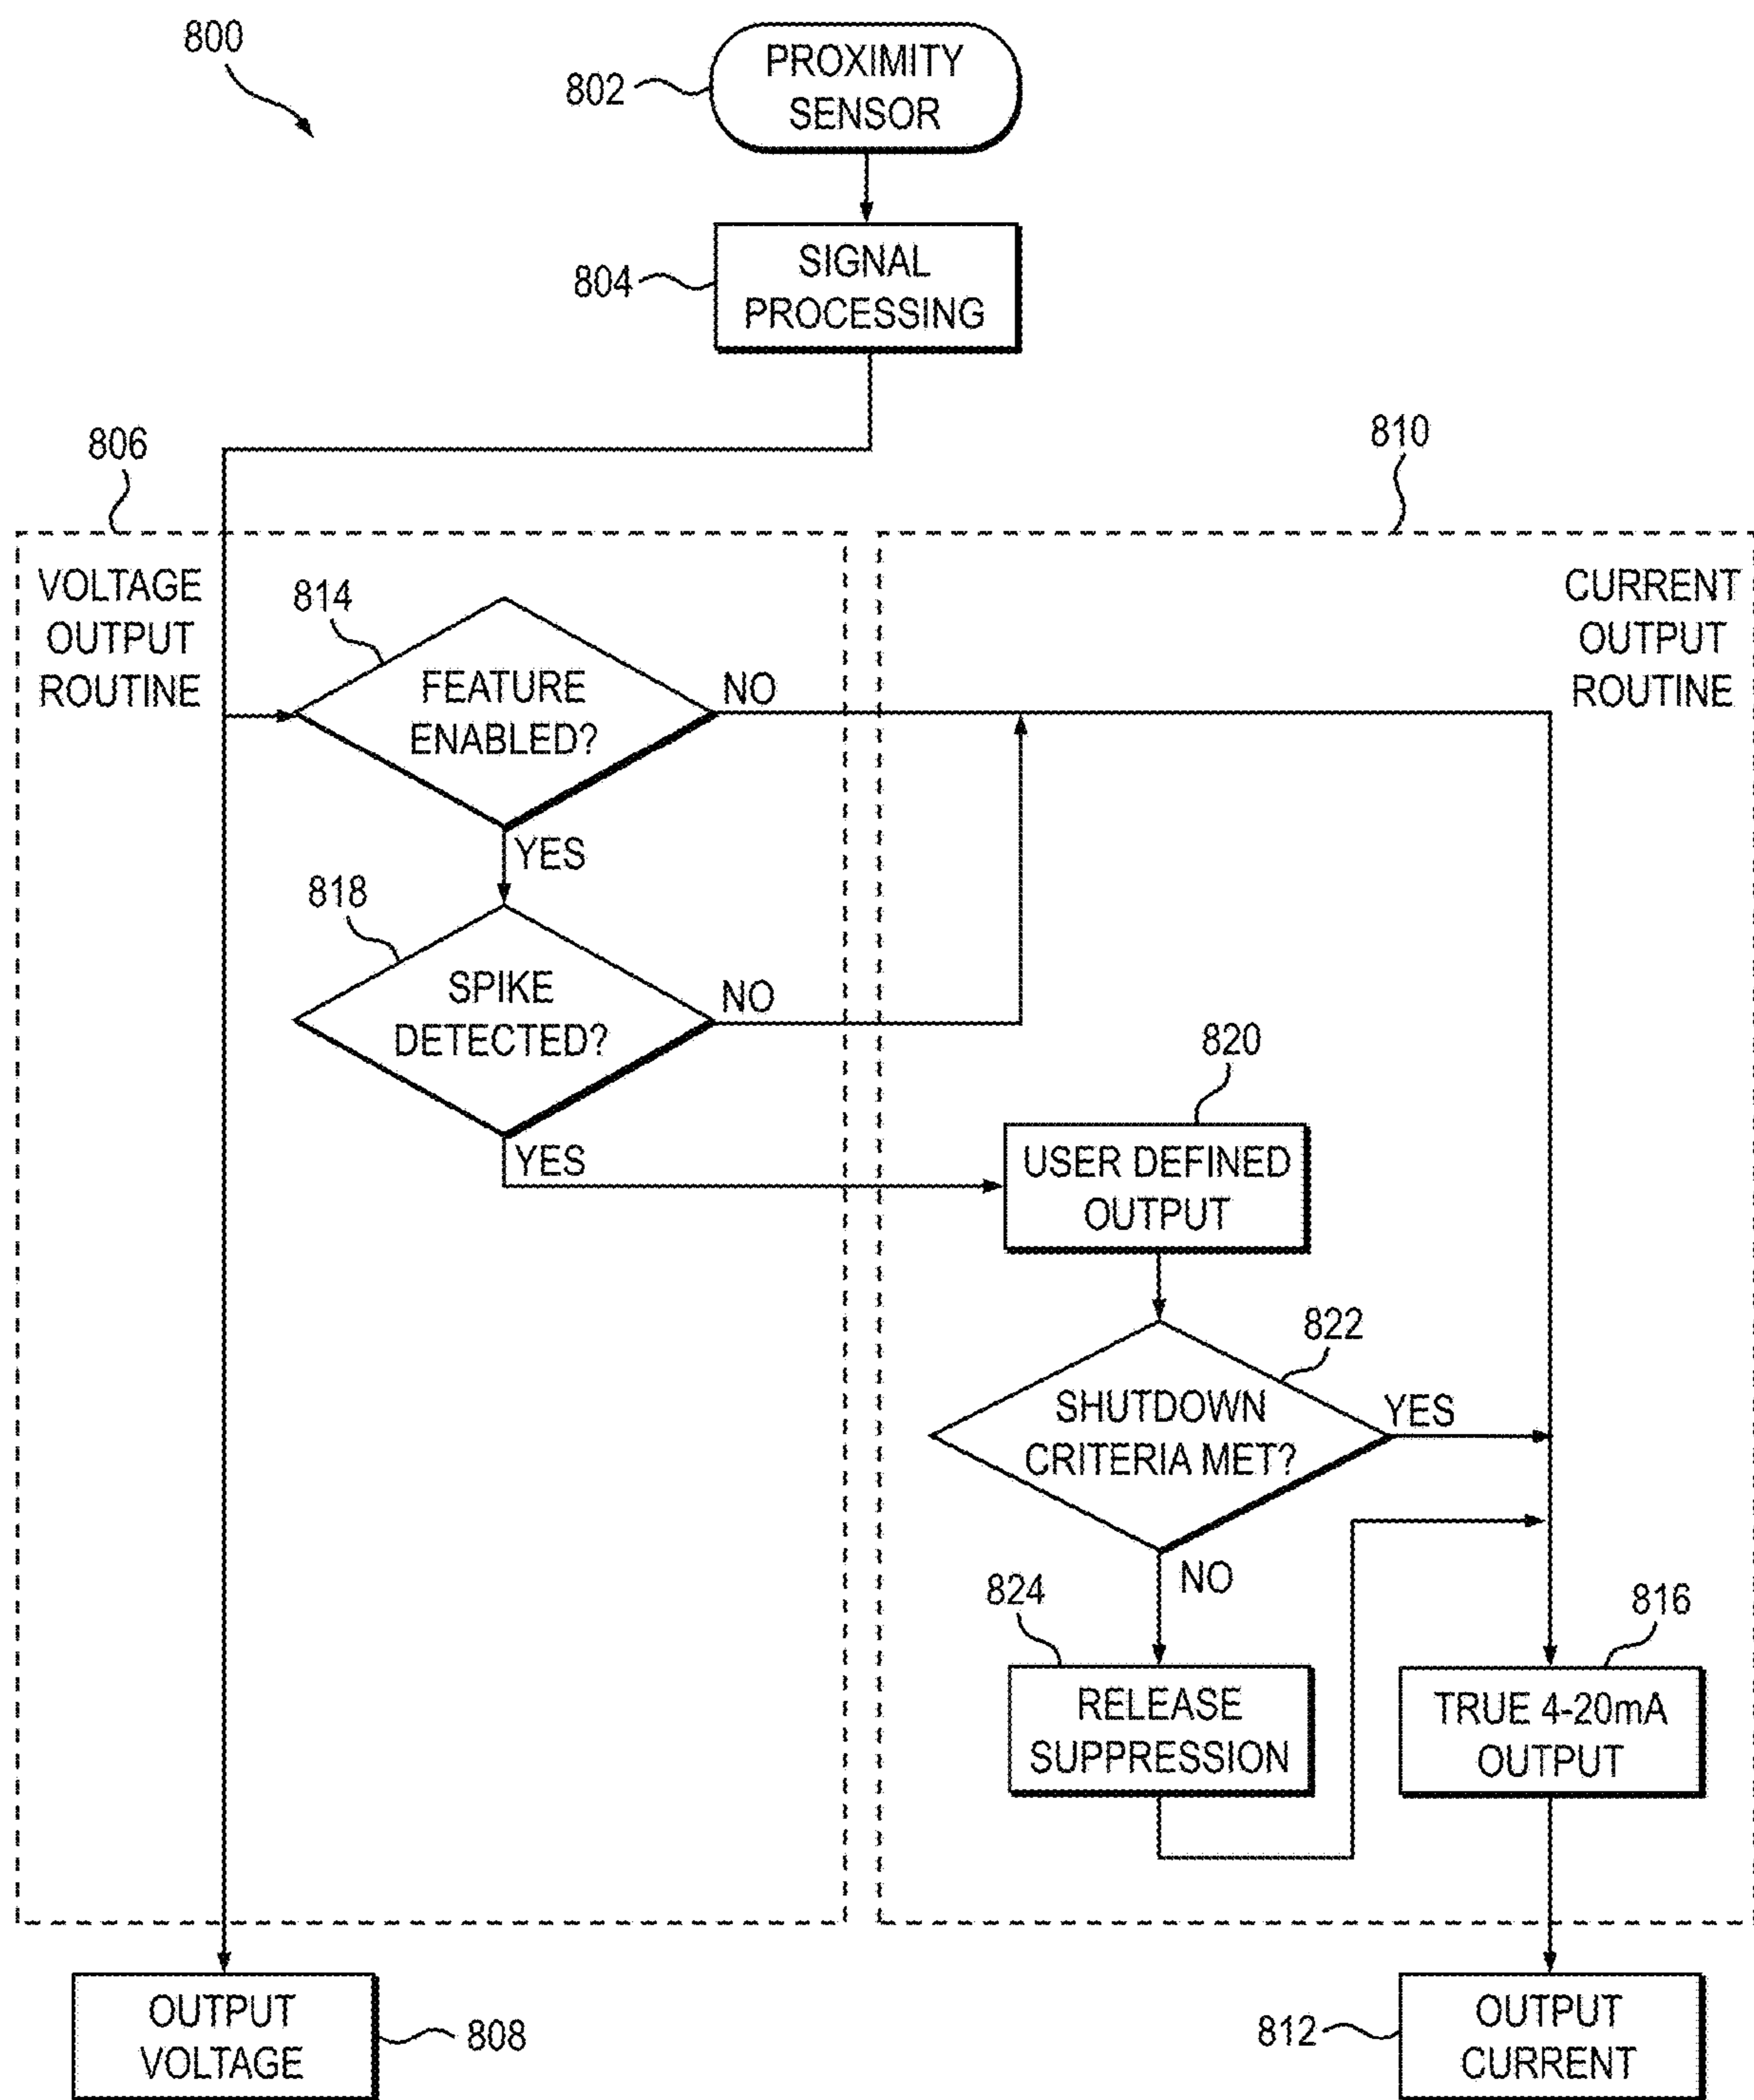 800
802
PROXIMITY
SENSOR
804
SIGNAL
PROCESSING
806
810
VOLTAGE
OUTPUT
ROUTINE
CURRENT
OUTPUT
ROUTINE
814
FEATURE
ENABLED?
NO
YES
818
SPIKE
DETECTED?
NO
YES
820
USER DEFINED
OUTPUT
822
SHUTDOWN
CRITERIA MET?
YES
NO
824
RELEASE
SUPPRESSION
816
TRUE 4-20mA
OUTPUT
OUTPUT
VOLTAGE
808
812
OUTPUT
CURRENT